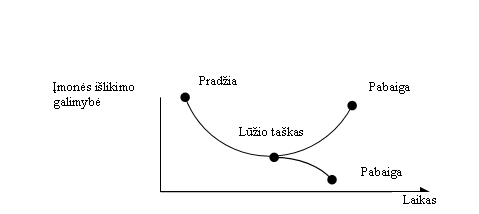 Pradžia
Įmonės išlikimo
galimybė
Pabaiga
Lūžio taškas
Pabaiga
Laikas